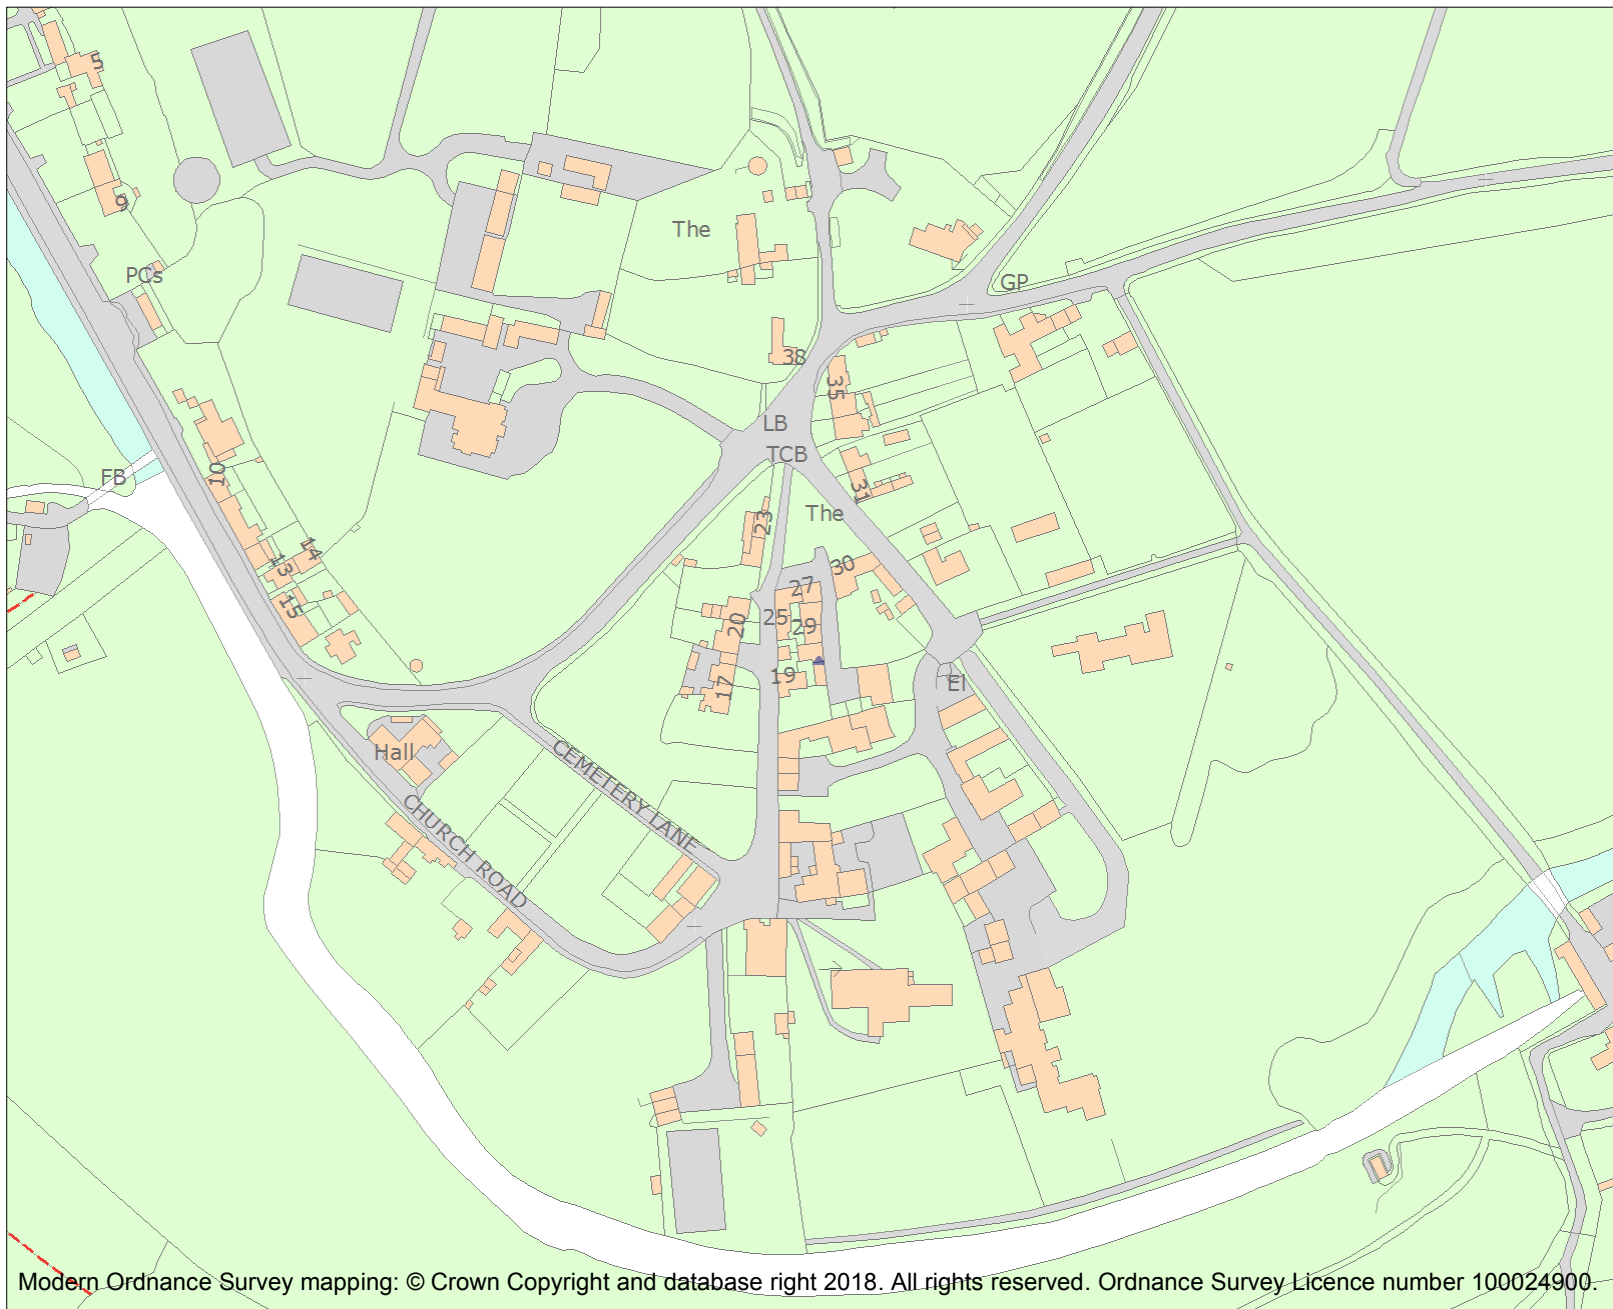 5
9
PCs
The
GP
38
35
LB
TCB
10
FB
31
The
23
14
13
30
27
15
25
29
20
19
17
El
Hall
CEMETERY LANE
CHURCH ROAD
Modern Ordnance Survey mapping: © Crown Copyright and database right 2018. All rights reserved. Ordnance Survey Licence number 100024900.